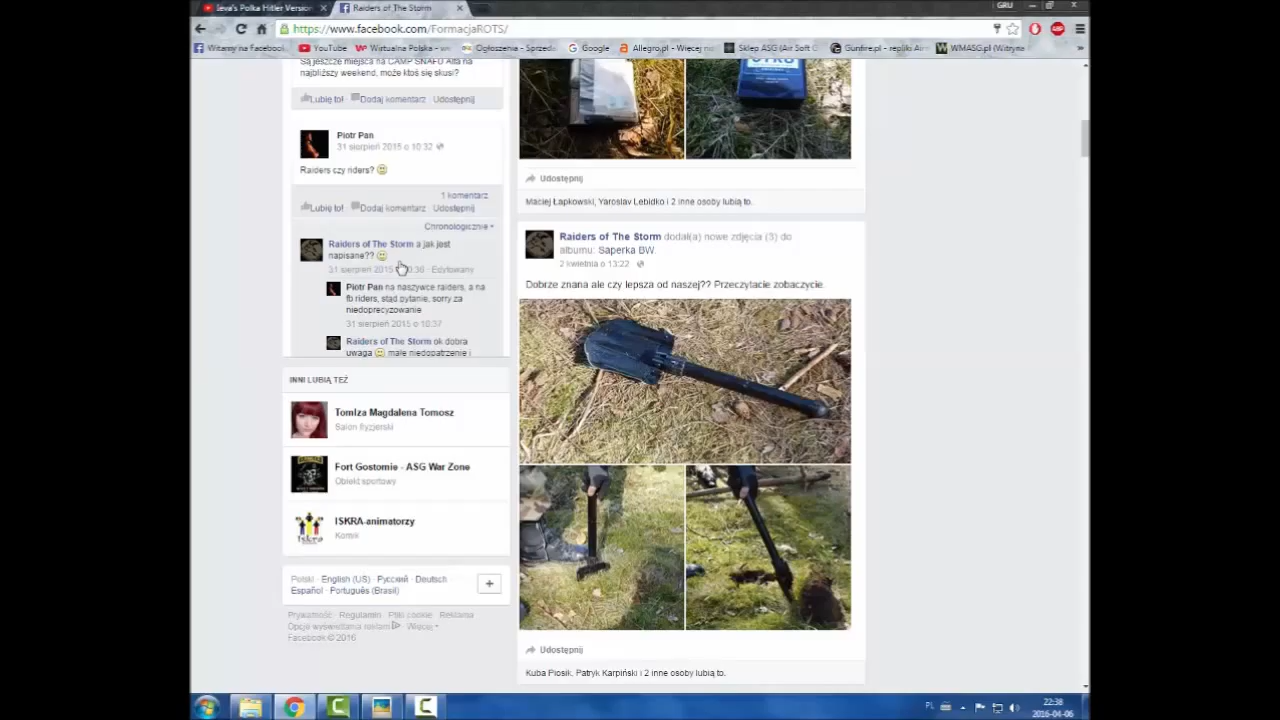 Ieva's Polka Hitler Version
Raiders of The Storm
GRU
https://www.facebook.com/FormacjaROTS/
Witamy na Facebook
YouTube
Wirtualna Polska - w
Ogłoszenia - Sprzeda
Google
Allegro.pl - Więcej n
Sklep ASG (Air Soft G
Gunfire.pl - repliki Air
WMASG.pl (Witryna
Są jeszcze miejsca na CAMP SNAFU Alfa na
najbliższy weekend, może ktoś się skusi?
Lubię to! Dodaj komentarz Udostępnij
Piotr Pan
31 sierpień 2015 o 10:32
Raiders czy riders?
1 komentarz
Lubię to! Dodaj komentarz Udostępnij
Chronologicznie
Raiders of The Storm a jak jest
napisane??
31 sierpień 2015 o 10:36 · Edytowany
Piotr Pan na naszywce raiders, a na
fb riders, stąd pytanie, sorry za
niedoprecyzowanie
31 sierpień 2015 o 10:37
Raiders of The Storm ok dobra
uwaga małe niedopatrzenie i
INNI LUBIĄ TEŻ
TomIza Magdalena Tomosz
Salon fryzjerski
Fort Gostomie - ASG War Zone
Obiekt sportowy
ISKRA-animatorzy
Iskra
Komik
Polski · English (US) · Русский · Deutsch ·
Español · Português (Brasil)
+
Prywatność · Regulamin · Pliki cookie · Reklama ·
Opcje wyświetlania reklam · Więcej
Facebook © 2016
Udostępnij
Maciej Łapkowski, Yaroslav Lebidko i 2 inne osoby lubią to.
Raiders of The Storm dodał(a) nowe zdjęcia (3) do
albumu: Saperka BW.
2 kwietnia o 13:22
Dobrze znana ale czy lepsza od naszej?? Przeczytacie zobaczycie.
Udostępnij
Kuba Piosik, Patryk Karpiński i 2 inne osoby lubią to.
PL
22:38
2016-04-06